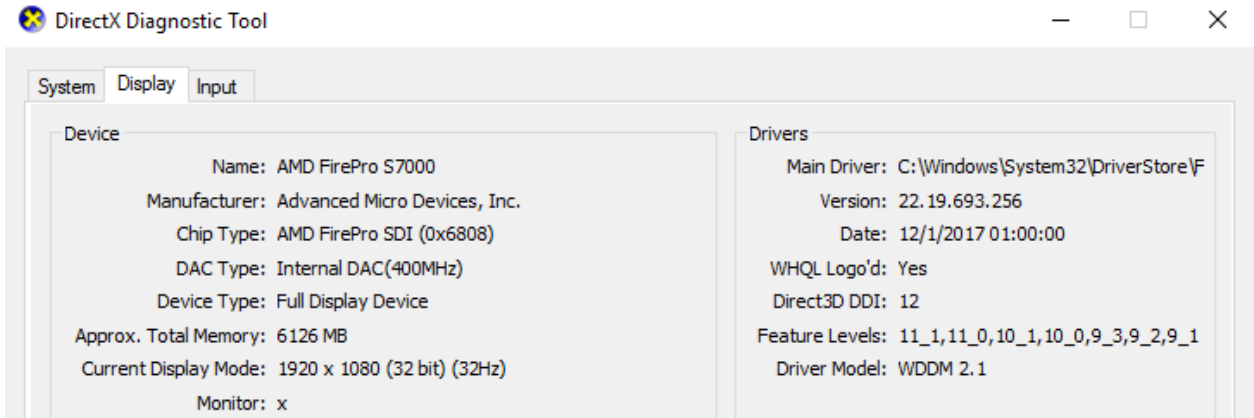 DirectX Diagnostic Tool
System Display Input
Device
Name: AMD FirePro S7000
Manufacturer: Advanced Micro Devices, Inc.
Chip Type: AMD FirePro SDI (0x6808)
DAC Type: Internal DAC(400MHz)
Device Type: Full Display Device
Approx. Total Memory: 6126 MB
Current Display Mode: 1920 x 1080 (32 bit) (32Hz)
Monitor: x
Drivers
Main Driver: C:\Windows\System32\DriverStore\F
Version: 22.19.693.256
Date: 12/1/2017 01:00:00
WHQL Logo'd: Yes
Direct3D DDI: 12
Feature Levels: 11_1,11_0,10_1,10_0,9_3,9_2,9_1
Driver Model: WDDM 2.1